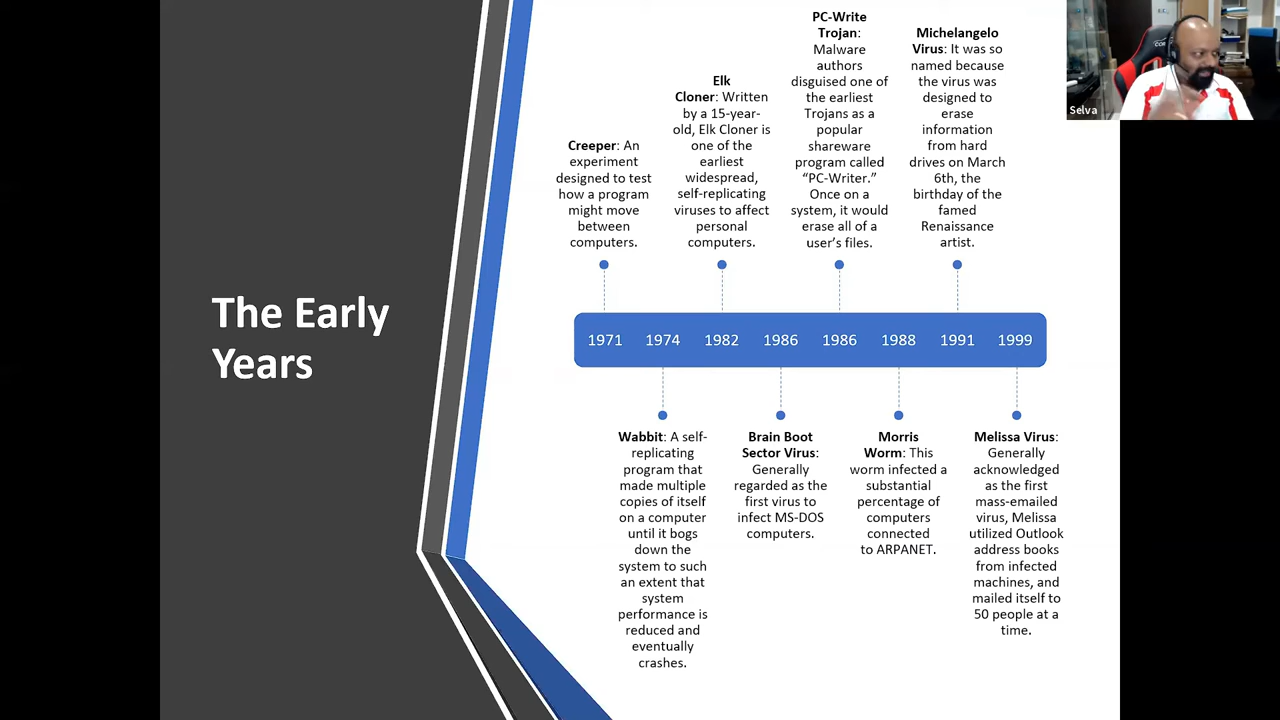 The Early
Years
Creeper: An
experiment
designed to test
how a program
might move
between
computers.
Elk
Cloner: Written
by a 15-year-
old, Elk Cloner is
one of the
earliest
widespread,
self-replicating
viruses to affect
personal
computers.
PC-Write
Trojan:
Malware
authors
disguised one of
the earliest
Trojans as a
popular
shareware
program called
“PC-Writer.”
Once on a
system, it would
erase all of a
user’s files.
Michelangelo
Virus: It was so
named because
the virus was
designed to
erase
information
from hard
drives on March
6th, the
birthday of the
famed
Renaissance
artist.
1971 1974 1982 1986 1986 1988 1991 1999
Wabbit: A self-
replicating
program that
made multiple
copies of itself
on a computer
until it bogs
down the
system to such
an extent that
system
performance is
reduced and
eventually
crashes.
Brain Boot
Sector Virus:
Generally
regarded as the
first virus to
infect MS-DOS
computers.
Morris
Worm: This
worm infected a
substantial
percentage of
computers
connected
to ARPANET.
Melissa Virus:
Generally
acknowledged
as the first
mass-emailed
virus, Melissa
utilized Outlook
address books
from infected
machines, and
mailed itself to
50 people at a
time.
Selva